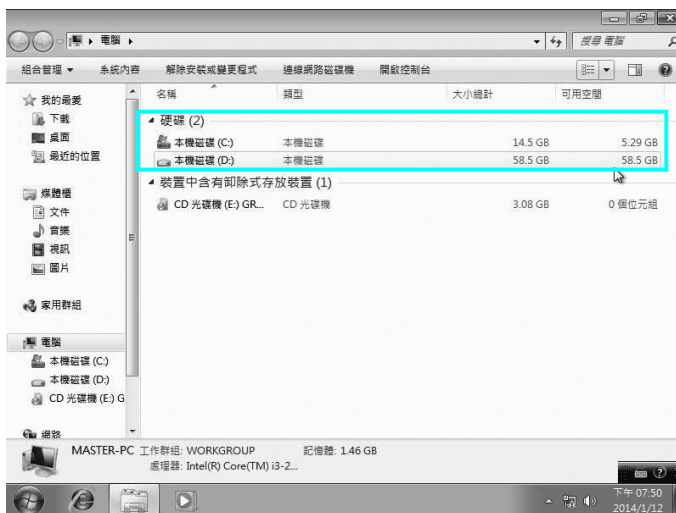 電腦
搜尋 電腦
組合管理 系統內容 解除安裝或變更程式 連線網路磁碟機 開啟控制台
名稱 類型 大小總計 可用空間
我的最愛
下載
桌面
最近的位置
媒體櫃
文件
音樂
視訊
圖片
家用群組
電腦
本機磁碟 (C:)
本機磁碟 (D:)
CD 光碟機 (E:) G
網路
硬碟 (2)
本機磁碟 (C:) 本機磁碟 14.5 GB 5.29 GB
本機磁碟 (D:) 本機磁碟 58.5 GB 58.5 GB
裝置中含有卸除式存放裝置 (1)
CD 光碟機 (E:) GR... CD 光碟機 3.08 GB 0 個位元組
MASTER-PC 工作群組: WORKGROUP 記憶體: 1.46 GB
處理器: Intel(R) Core(TM) i3-2...
下午 07:50
2014/1/12